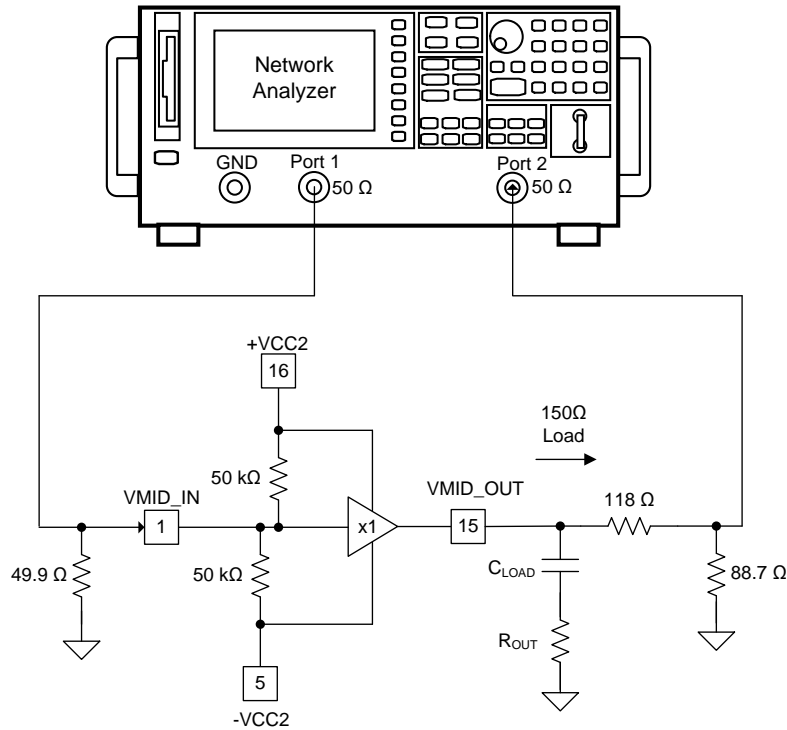 Network
Analyzer
GND
Port 1
50 Ω
Port 2
50 Ω
+VCC2
16
150Ω
Load
50 kΩ
VMID_IN
1
x1
VMID_OUT
15
118 Ω
49.9 Ω
50 kΩ
CLOAD
88.7 Ω
ROUT
5
-VCC2